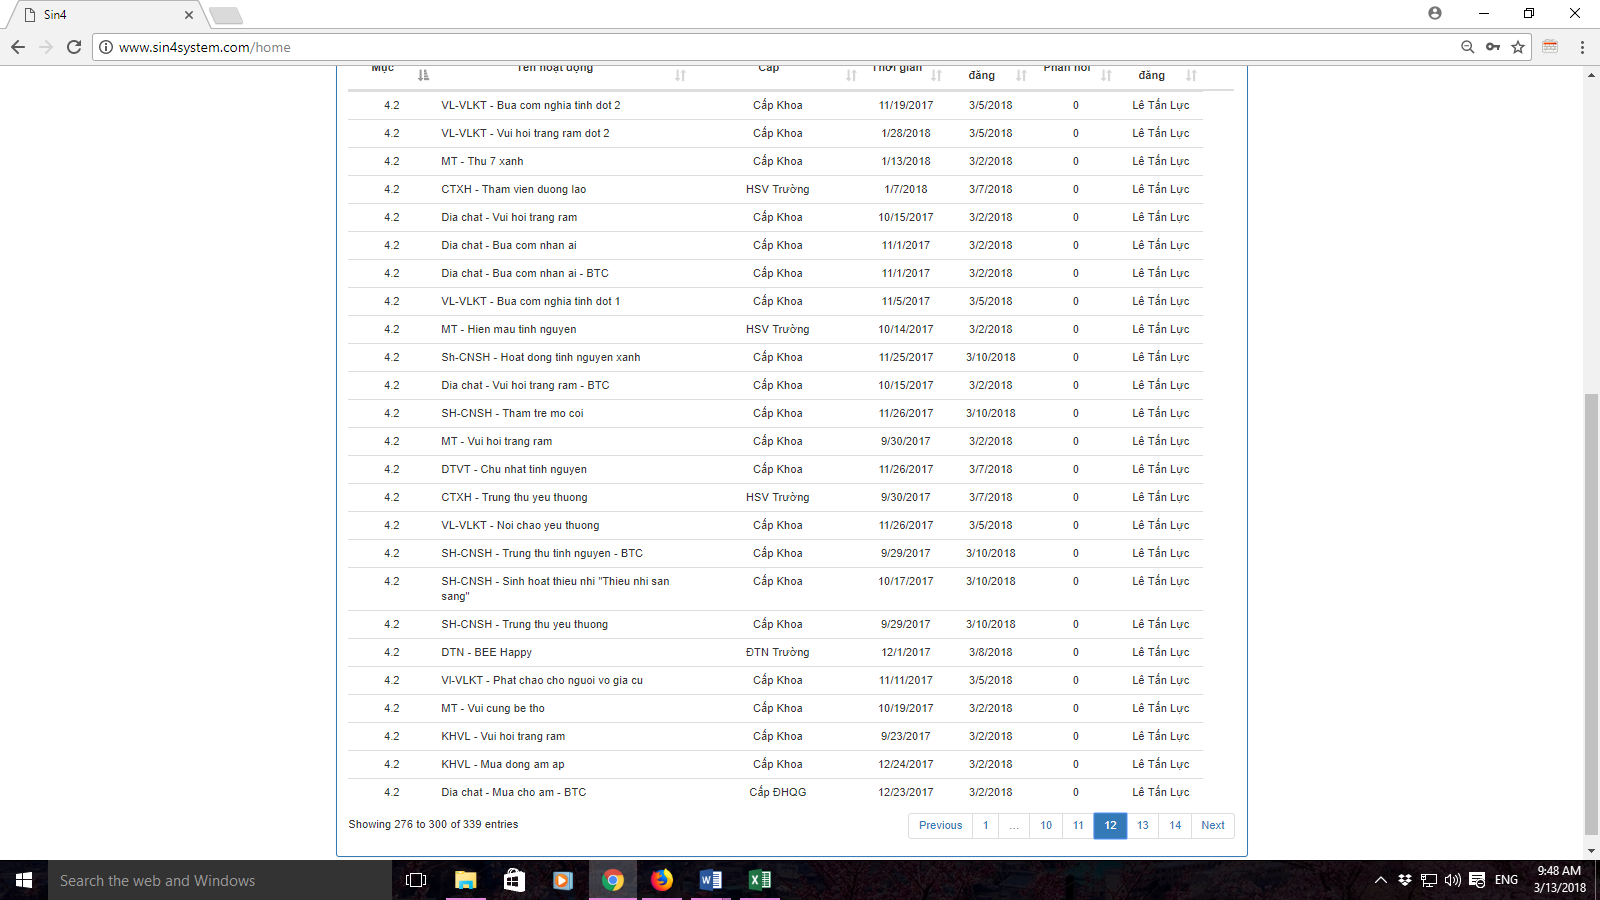 Sin4
www.sin4system.com/home
Mục Tên hoạt động Cấp Thời gian đăng Phản hồi đăng
4.2 VL-VLKT - Bua com nghia tinh dot 2 Cấp Khoa 11/19/2017 3/5/2018 0 Lê Tấn Lực
4.2 VL-VLKT - Vui hoi trang ram dot 2 Cấp Khoa 1/28/2018 3/5/2018 0 Lê Tấn Lực
4.2 MT - Thu 7 xanh Cấp Khoa 1/13/2018 3/2/2018 0 Lê Tấn Lực
4.2 CTXH - Tham vien duong lao HSV Trường 1/7/2018 3/7/2018 0 Lê Tấn Lực
4.2 Dia chat - Vui hoi trang ram Cấp Khoa 10/15/2017 3/2/2018 0 Lê Tấn Lực
4.2 Dia chat - Bua com nhan ai Cấp Khoa 11/1/2017 3/2/2018 0 Lê Tấn Lực
4.2 Dia chat - Bua com nhan ai - BTC Cấp Khoa 11/1/2017 3/2/2018 0 Lê Tấn Lực
4.2 VL-VLKT - Bua com nghia tinh dot 1 Cấp Khoa 11/5/2017 3/5/2018 0 Lê Tấn Lực
4.2 MT - Hien mau tinh nguyen HSV Trường 10/14/2017 3/2/2018 0 Lê Tấn Lực
4.2 Sh-CNSH - Hoat dong tinh nguyen xanh Cấp Khoa 11/25/2017 3/10/2018 0 Lê Tấn Lực
4.2 Dia chat - Vui hoi trang ram - BTC Cấp Khoa 10/15/2017 3/2/2018 0 Lê Tấn Lực
4.2 SH-CNSH - Tham tre mo coi Cấp Khoa 11/26/2017 3/10/2018 0 Lê Tấn Lực
4.2 MT - Vui hoi trang ram Cấp Khoa 9/30/2017 3/2/2018 0 Lê Tấn Lực
4.2 DTVT - Chu nhat tinh nguyen Cấp Khoa 11/26/2017 3/7/2018 0 Lê Tấn Lực
4.2 CTXH - Trung thu yeu thuong HSV Trường 9/30/2017 3/7/2018 0 Lê Tấn Lực
4.2 VL-VLKT - Noi chao yeu thuong Cấp Khoa 11/26/2017 3/5/2018 0 Lê Tấn Lực
4.2 SH-CNSH - Trung thu tinh nguyen - BTC Cấp Khoa 9/29/2017 3/10/2018 0 Lê Tấn Lực
4.2 SH-CNSH - Sinh hoat thieu nhi "Thieu nhi san Cấp Khoa 10/17/2017 3/10/2018 0 Lê Tấn Lực
sang"
4.2 SH-CNSH - Trung thu yeu thuong Cấp Khoa 9/29/2017 3/10/2018 0 Lê Tấn Lực
4.2 DTN - BEE Happy ĐTN Trường 12/1/2017 3/8/2018 0 Lê Tấn Lực
4.2 Vl-VLKT - Phat chao cho nguoi vo gia cu Cấp Khoa 11/11/2017 3/5/2018 0 Lê Tấn Lực
4.2 MT - Vui cung be tho Cấp Khoa 10/19/2017 3/2/2018 0 Lê Tấn Lực
4.2 KHVL - Vui hoi trang ram Cấp Khoa 9/23/2017 3/2/2018 0 Lê Tấn Lực
4.2 KHVL - Mua dong am ap Cấp Khoa 12/24/2017 3/2/2018 0 Lê Tấn Lực
4.2 Dia chat - Mua cho am - BTC Cấp ĐHQG 12/23/2017 3/2/2018 0 Lê Tấn Lực
Showing 276 to 300 of 339 entries Previous 1 ... 10 11 12 13 14 Next
Search the web and Windows ENG 9:48 AM
3/13/2018